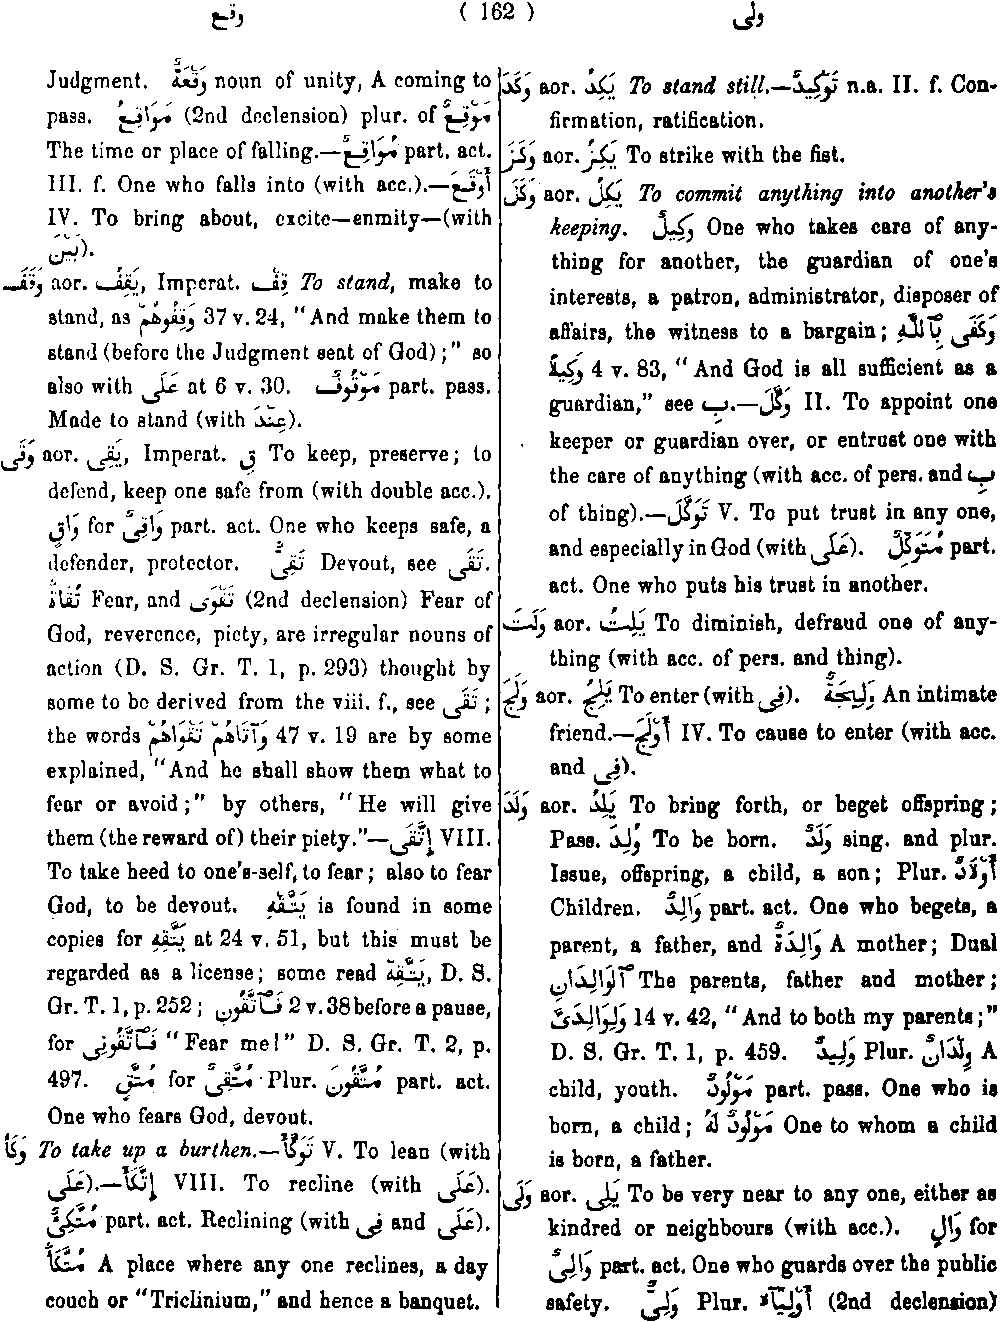 وقع ( 162 ) ولى
Judgment. وَقْعَةٌ noun of unity, A coming to
pass. مَوَاقِعُ (2nd declension) plur. of مَوْقِعٌ
The time or place of falling.—مُوَاقِعٌ part. act.
III. f. One who falls into (with acc.).—أَوْقَعَ
IV. To bring about, excite—enmity—(with
بَيْنَ).
وَقَفَ aor. يَقِفُ, Imperat. قِفْ To stand, make to
stand, as وَقِفُوهُمْ 37 v. 24, "And make them to
stand (before the Judgment seat of God);" so
also with عَلَى at 6 v. 30. مَوْقُوفٌ part. pass.
Made to stand (with عِنْدَ).
وَقَى aor. يَقِى, Imperat. قِ To keep, preserve; to
defend, keep one safe from (with double acc.).
وَاقٍ for وَاقِىٌ part. act. One who keeps safe, a
defender, protector. تَقِىٌّ Devout, see تَقَى.
تُقَاةٌ Fear, and تَقْوَى (2nd declension) Fear of
God, reverence, piety, are irregular nouns of
action (D. S. Gr. T. 1, p. 293) thought by
some to be derived from the viii. f., see تَقَى;
the words وَآتَاهُمْ تَقْوَاهُمْ 47 v. 19 are by some
explained, "And he shall show them what to
fear or avoid;" by others, "He will give
them (the reward of) their piety."—إِتَّقَى VIII.
To take heed to one's-self, to fear; also to fear
God, to be devout. يَتَّقْهِ is found in some
copies for يَتَّقِهِ at 24 v. 51, but this must be
regarded as a license; some read يَتَّقِهْ, D. S.
Gr. T. 1, p. 252; فَٱتَّقُونِ 2 v. 38 before a pause,
for فَٱتَّقُونِى "Fear me!" D. S. Gr. T. 2, p.
497. مُتَّقٍ for مُتَّقِىٌ Plur. مُتَّقُونَ part. act.
One who fears God, devout.
وَكَأَ To take up a burthen.—تَوَكَّأَ V. To lean (with
عَلَى).—إِتَّكَأَ VIII. To recline (with عَلَى).
مُتَّكِئٌ part. act. Reclining (with فِى and عَلَى).
مُتَّكَأٌ A place where any one reclines, a day
couch or "Triclinium," and hence a banquet.
وَكَدَ aor. يَكِدُ To stand still.—تَوْكِيدٌ n.a. II. f. Con-
firmation, ratification.
وَكَزَ aor. يَكِزُ To strike with the fist.
وَكَلَ aor. يَكِلُ To commit anything into another's
keeping. وَكِيلٌ One who takes care of any-
thing for another, the guardian of one's
interests, a patron, administrator, disposer of
affairs, the witness to a bargain; وَكَفَى بِٱللّٰهِ
وَكِيلًا 4 v. 83, "And God is all sufficient as a
guardian," see بِ.—وَكَّلَ II. To appoint one
keeper or guardian over, or entrust one with
the care of anything (with acc. of pers. and بِ
of thing).—تَوَكَّلَ V. To put trust in any one,
and especially in God (with عَلَى). مُتَوَكِّلٌ part.
act. One who puts his trust in another.
وَلَتَ aor. يَلِتُ To diminish, defraud one of any-
thing (with acc. of pers. and thing).
وَلَجَ aor. يَلِجُ To enter (with فِى). وَلِيجَةٌ An intimate
friend.—أَوْلَجَ IV. To cause to enter (with acc.
and فِى).
وَلَدَ aor. يَلِدُ To bring forth, or beget offspring;
Pass. وُلِدَ To be born. وَلَدٌ sing. and plur.
Issue, offspring, a child, a son; Plur. أَوْلَادٌ
Children. وَالِدٌ part. act. One who begets, a
parent, a father, and وَالِدَةٌ A mother; Dual
ٱلْوَالِدَانِ The parents, father and mother;
وَلِوَالِدَىَّ 14 v. 42, "And to both my parents;"
D. S. Gr. T. 1, p. 459. وَلِيدٌ Plur. وِلْدَانٌ A
child, youth. مَوْلُودٌ part. pass. One who is
born, a child; مَوْلُودٌ لَهُ One to whom a child
is born, a father.
وَلِىَ aor. يَلِى To be very near to any one, either as
kindred or neighbours (with acc.). وَالٍ for
وَالِىٌ part. act. One who guards over the public
safety. وَلِىٌّ Plur. أَوْلِيَآءُ (2nd declension)